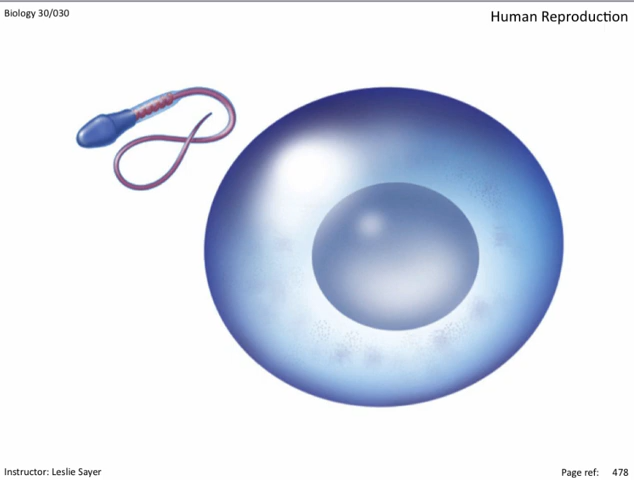 Biology 30/030
Human Reproduction
Instructor: Leslie Sayer
Page ref: 478